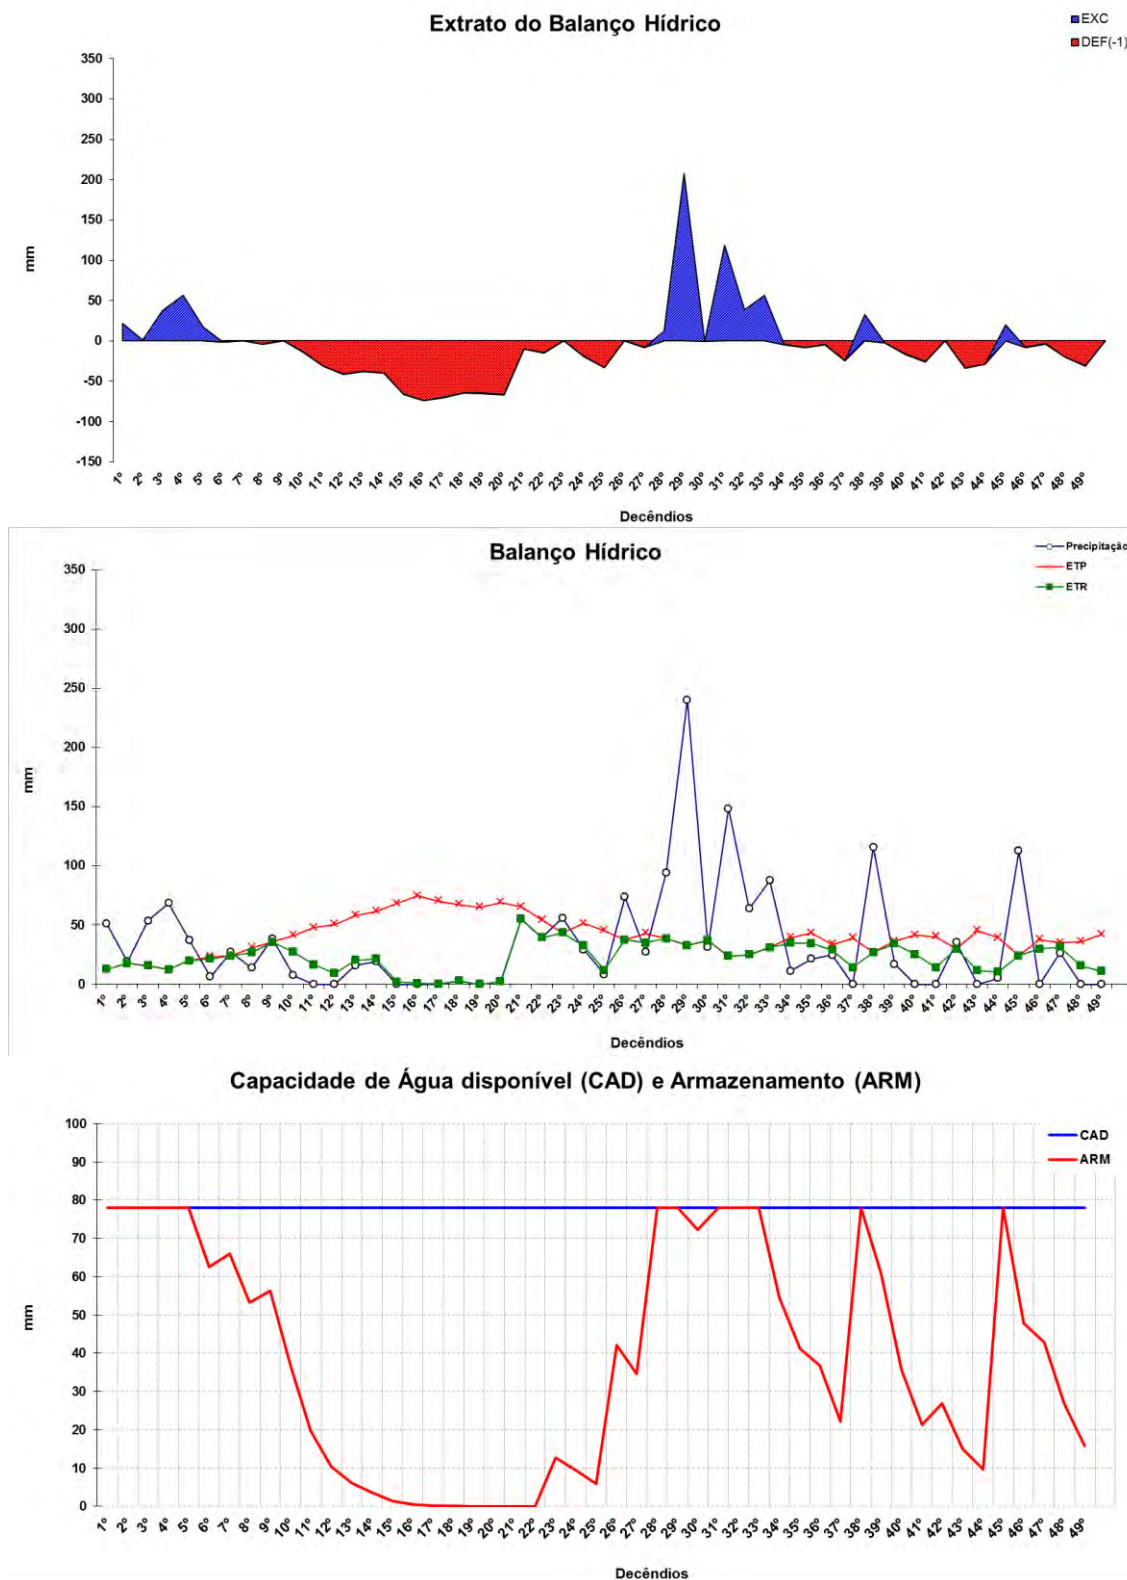 Extrato do Balanço Hídrico
EXC
DEF(-1)
350
300
250
200
150
100
50
0
-50
-100
-150
mm
1º 2º 3º 4º 5º 6º 7º 8º 9º 10º 11º 12º 13º 14º 15º 16º 17º 18º 19º 20º 21º 22º 23º 24º 25º 26º 27º 28º 29º 30º 31º 32º 33º 34º 35º 36º 37º 38º 39º 40º 41º 42º 43º 44º 45º 46º 47º 48º 49º
Decêndios
Balanço Hídrico
Precipitação
ETP
ETR
350
300
250
200
150
100
50
0
mm
1º 2º 3º 4º 5º 6º 7º 8º 9º 10º 11º 12º 13º 14º 15º 16º 17º 18º 19º 20º 21º 22º 23º 24º 25º 26º 27º 28º 29º 30º 31º 32º 33º 34º 35º 36º 37º 38º 39º 40º 41º 42º 43º 44º 45º 46º 47º 48º 49º
Decêndios
Capacidade de Água disponível (CAD) e Armazenamento (ARM)
CAD
ARM
100
90
80
70
60
50
40
30
20
10
0
mm
1º 2º 3º 4º 5º 6º 7º 8º 9º 10º 11º 12º 13º 14º 15º 16º 17º 18º 19º 20º 21º 22º 23º 24º 25º 26º 27º 28º 29º 30º 31º 32º 33º 34º 35º 36º 37º 38º 39º 40º 41º 42º 43º 44º 45º 46º 47º 48º 49º
Decêndios